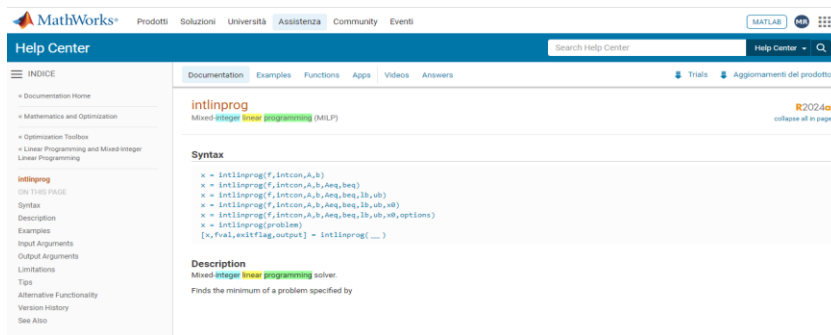 MathWorks® Prodotti Soluzioni Università Assistenza Community Eventi MATLAB MR
Help Center Search Help Center Help Center
INDICE Documentation Examples Functions Apps Videos Answers Trials Aggiornamenti del prodotto
« Documentation Home
« Mathematics and Optimization
« Optimization Toolbox
« Linear Programming and Mixed-Integer
Linear Programming
intlinprog
ON THIS PAGE
Syntax
Description
Examples
Input Arguments
Output Arguments
Limitations
Tips
Alternative Functionality
Version History
See Also
intlinprog R2024a
Mixed-integer linear programming (MILP) collapse all in page
Syntax
x = intlinprog(f,intcon,A,b)
x = intlinprog(f,intcon,A,b,Aeq,beq)
x = intlinprog(f,intcon,A,b,Aeq,beq,lb,ub)
x = intlinprog(f,intcon,A,b,Aeq,beq,lb,ub,x0)
x = intlinprog(f,intcon,A,b,Aeq,beq,lb,ub,x0,options)
x = intlinprog(problem)
[x,fval,exitflag,output] = intlinprog(__)
Description
Mixed-integer linear programming solver.
Finds the minimum of a problem specified by